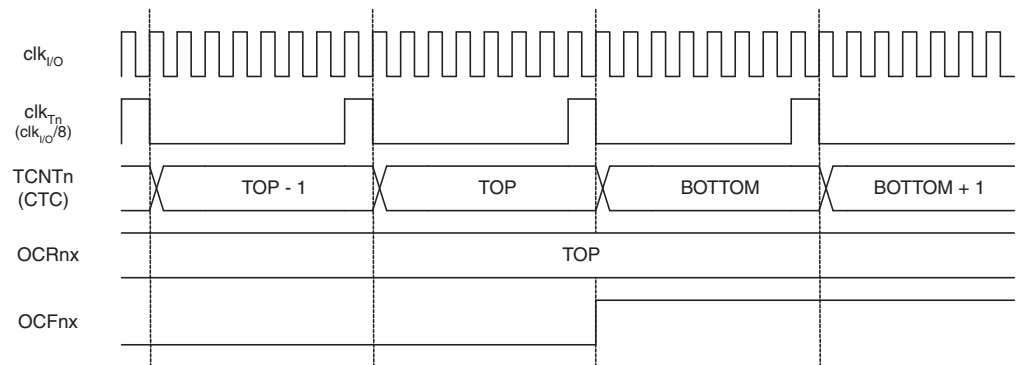 clkI/O
clkTn
(clkI/O/8)
TCNTn
(CTC)
TOP - 1
TOP
BOTTOM
BOTTOM + 1
OCRnx
TOP
OCFnx